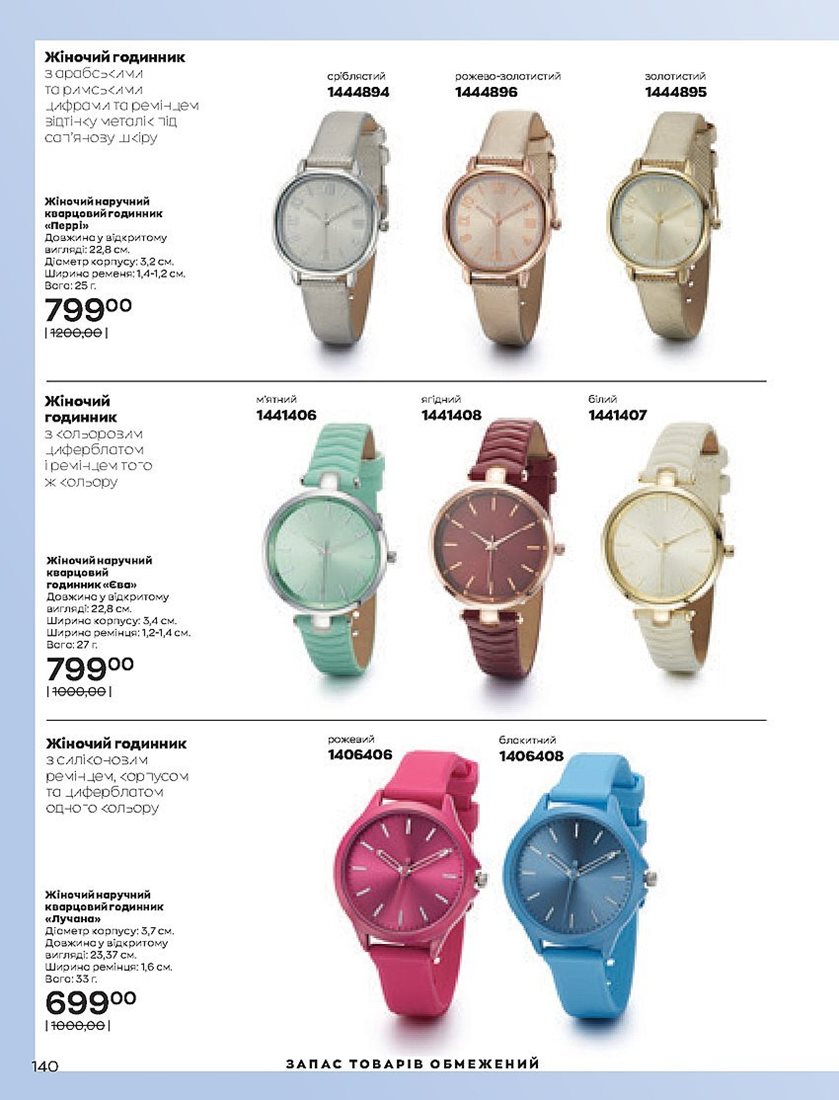 Жіночий годинник
з арабськими
та римськими
цифрами та ремінцем
відтінку металік під
сап'янову шкіру
сріблястий
1444894
рожево-золотистий
1444896
золотистий
1444895
Жіночий наручний
кварцовий годинник
«Перрі»
Довжина у відкритому
вигляді: 22,8 см.
Діаметр корпусу: 3,2 см.
Ширина ременя: 1,4-1,2 см.
Вага: 25 г.
799⁰⁰
| 1200,00 |
Жіночий
годинник
з кольоровим
циферблатом
і ремінцем того
ж кольору
м'ятний
1441406
ягідний
1441408
білий
1441407
Жіночий наручний
кварцовий
годинник «Єва»
Довжина у відкритому
вигляді: 22,8 см.
Ширина корпусу: 3,4 см.
Ширина ремінця: 1,2-1,4 см.
Вага: 27 г.
799⁰⁰
| 1000,00 |
Жіночий годинник
з силіконовим
ремінцем, корпусом
та циферблатом
одного кольору
рожевий
1406406
блакитний
1406408
Жіночий наручний
кварцовий годинник
«Лучана»
Діаметр корпусу: 3,7 см.
Довжина у відкритому
вигляді: 23,37 см.
Ширина ремінця: 1,6 см.
Вага: 33 г.
699⁰⁰
| 1000,00 |
140
ЗАПАС ТОВАРІВ ОБМЕЖЕНИЙ